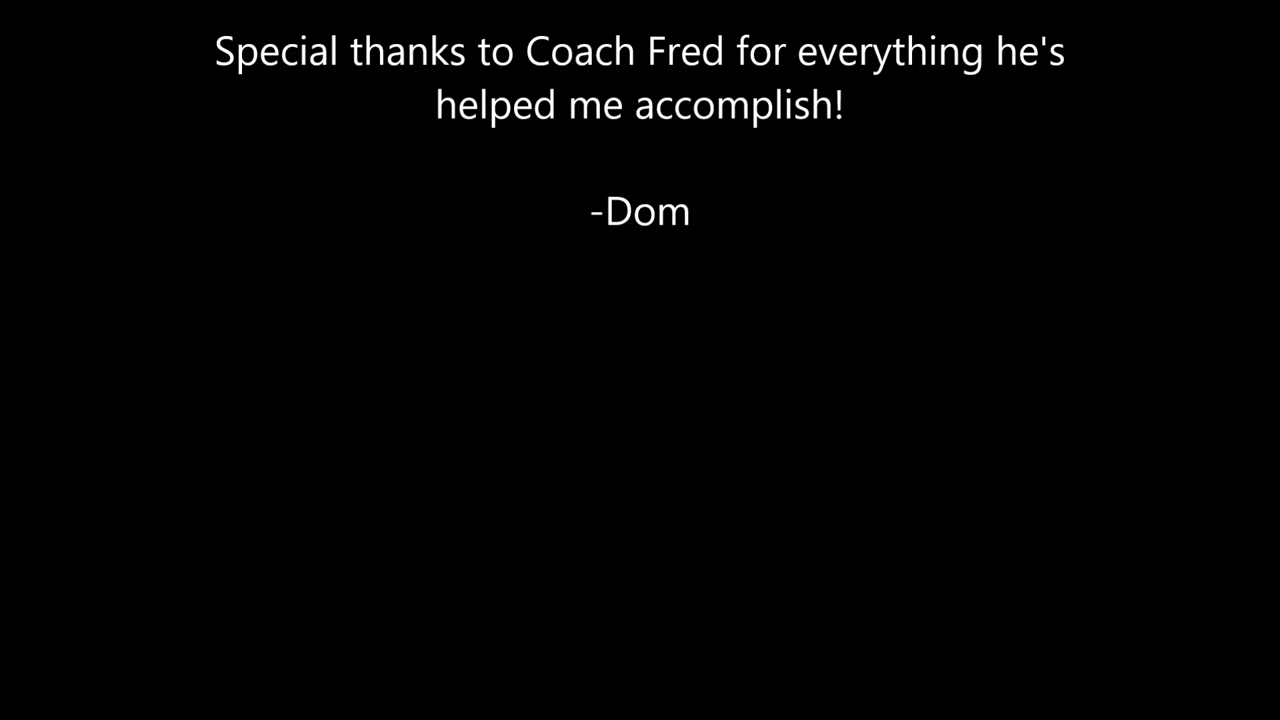 Special thanks to Coach Fred for everything he's
helped me accomplish!
-Dom